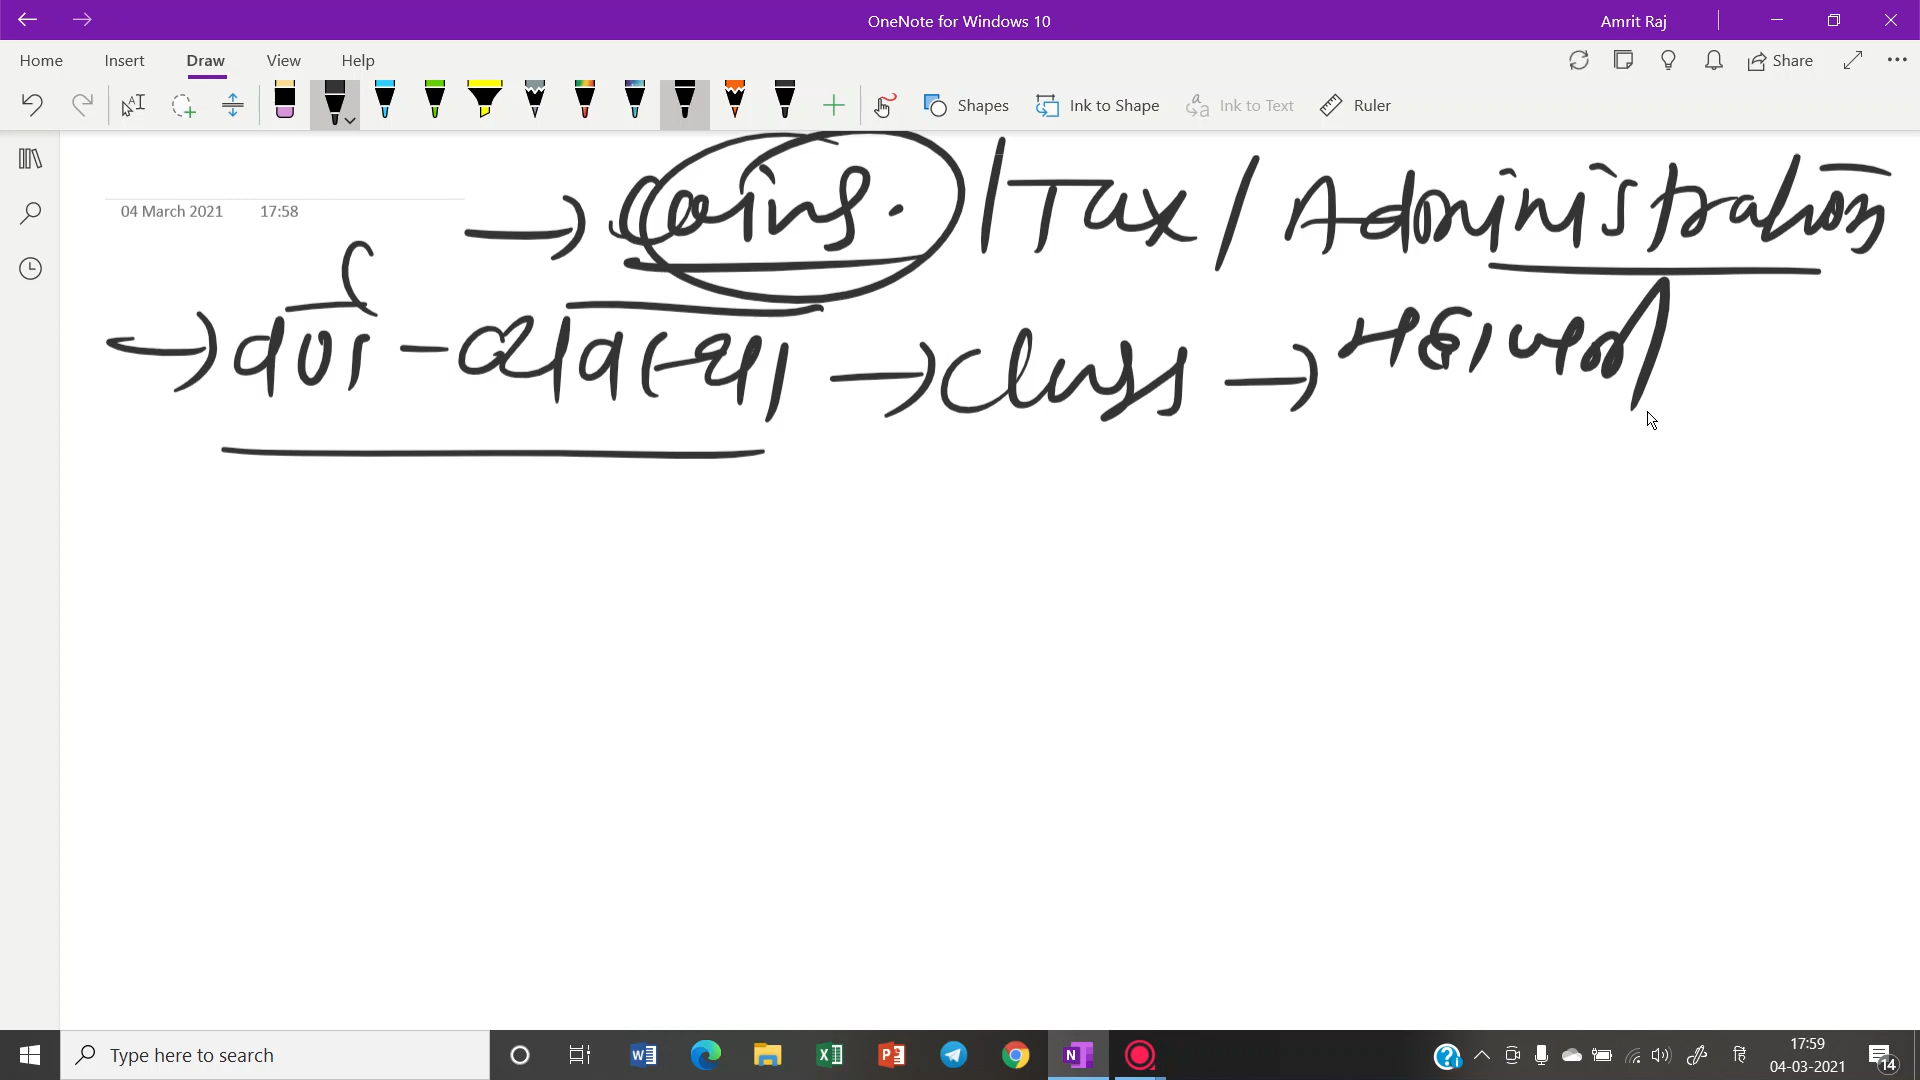 OneNote for Windows 10
Amrit Raj
Home Insert Draw View Help
Share
Shapes
Ink to Shape
Ink to Text
Ruler
04 March 2021 17:58
→ Coins. / Tax / Administration
→ वर्ण - व्यवस्था → Class →
Type here to search
हिं
17:59
04-03-2021
14